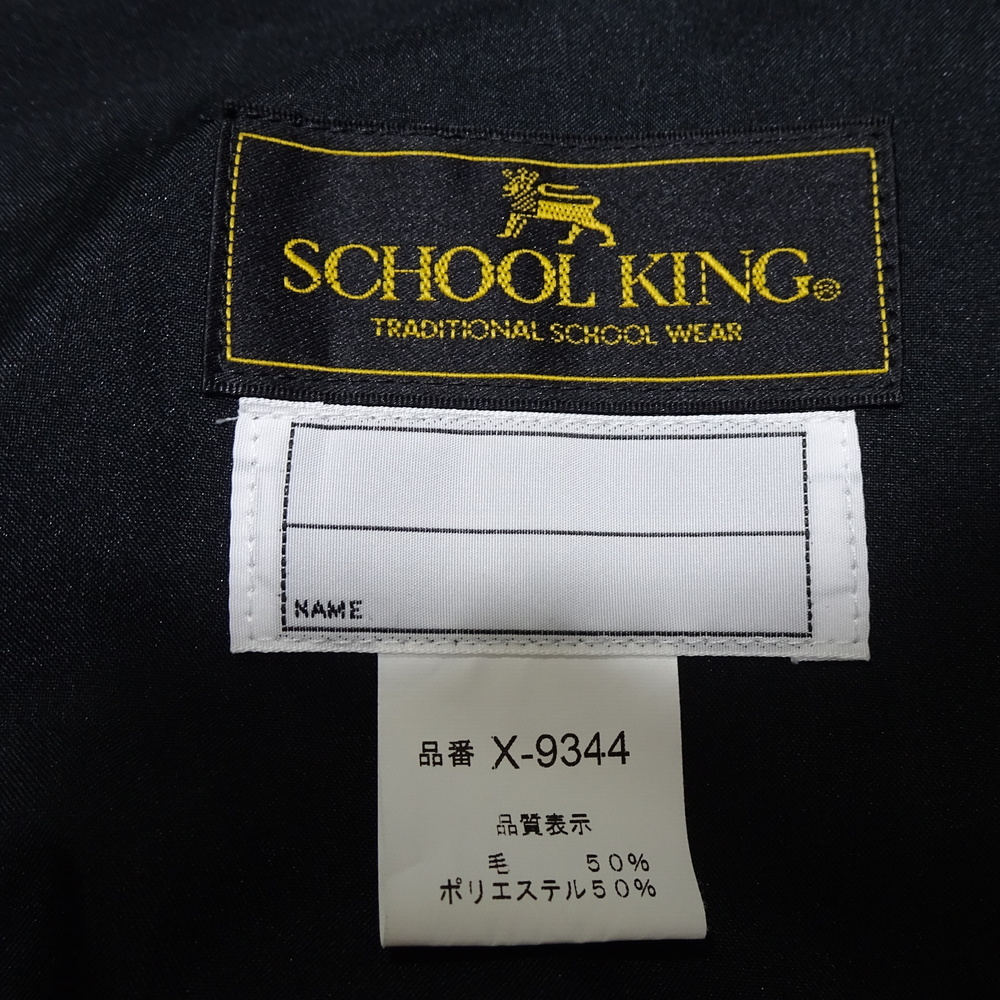 SCHOOL KING®
TRADITIONAL SCHOOL WEAR
NAME
品番 X-9344
品質表示
毛 50%
ポリエステル50%